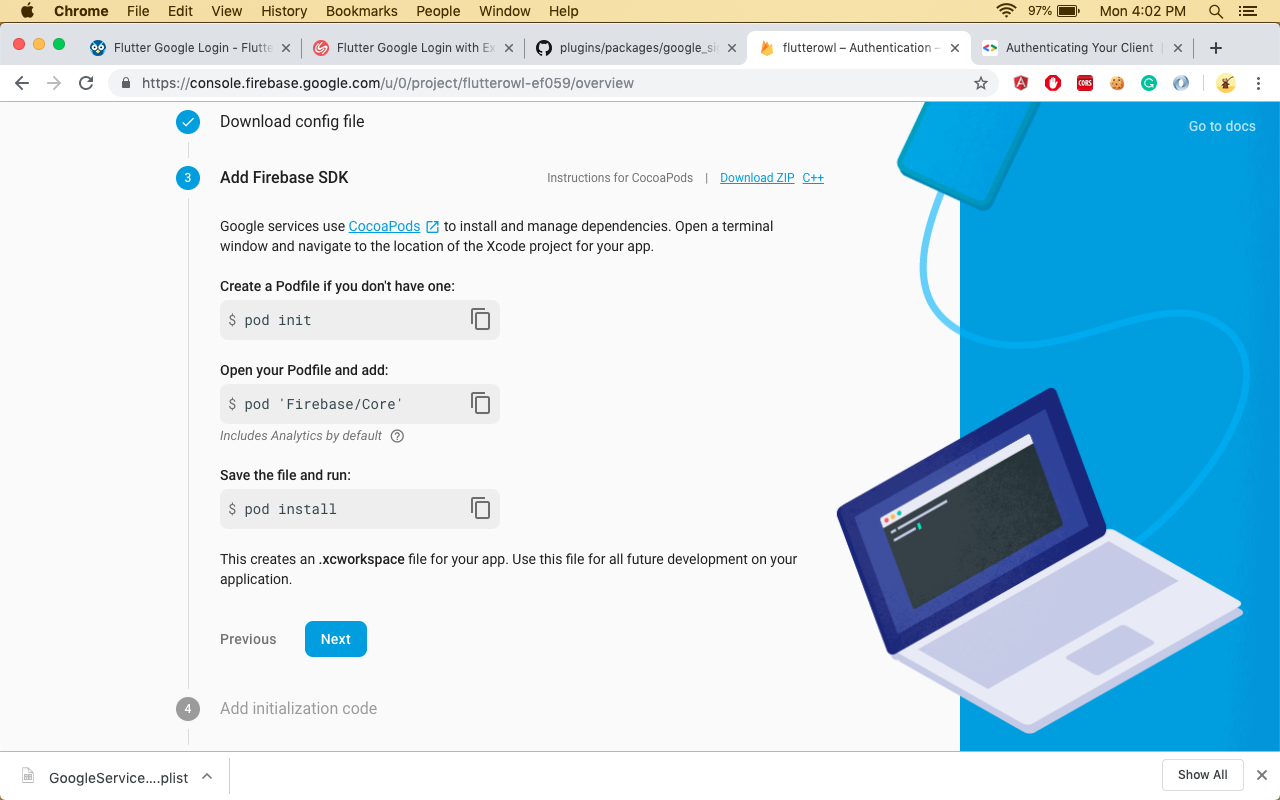 Chrome File Edit View History Bookmarks People Window Help 97% Mon 4:02 PM
Flutter Google Login - Flutte
Flutter Google Login with Ex
plugins/packages/google_si
flutterowl – Authentication –
Authenticating Your Client
https://console.firebase.google.com/u/0/project/flutterowl-ef059/overview
CORS
Download config file
Go to docs
3 Add Firebase SDK
Instructions for CocoaPods | Download ZIP C++
Google services use CocoaPods to install and manage dependencies. Open a terminal
window and navigate to the location of the Xcode project for your app.
Create a Podfile if you don't have one:
$ pod init
Open your Podfile and add:
$ pod 'Firebase/Core'
Includes Analytics by default
Save the file and run:
$ pod install
This creates an .xcworkspace file for your app. Use this file for all future development on your
application.
Previous Next
4 Add initialization code
GoogleService....plist
Show All